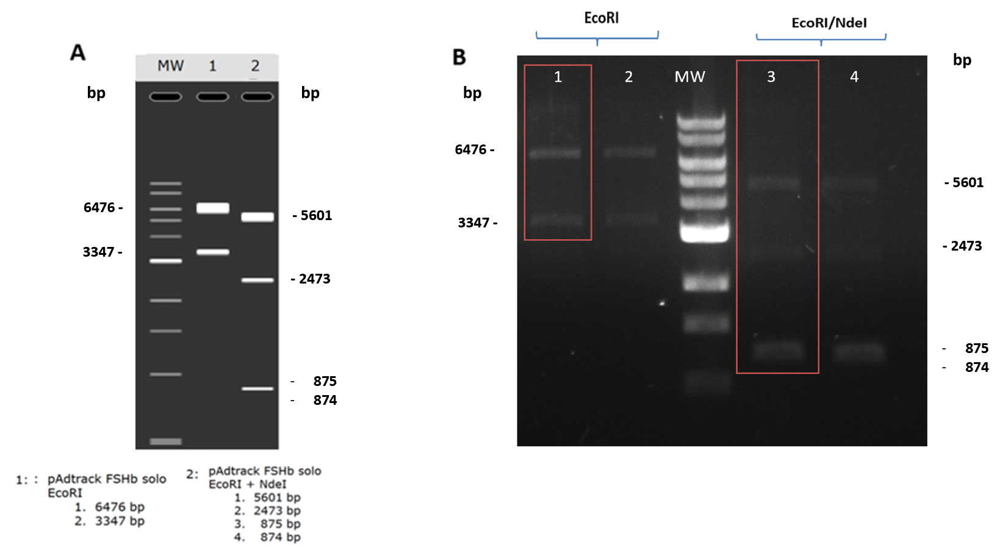 A
MW 1 2
bp
bp
6476 -
- 5601
3347 -
- 2473
- 875
- 874
1: : pAdtrack FSHb solo
EcoRI
1. 6476 bp
2. 3347 bp
2: pAdtrack FSHb solo
EcoRI + NdeI
1. 5601 bp
2. 2473 bp
3. 875 bp
4. 874 bp
B
EcoRI
EcoRI/NdeI
bp
1 2 MW 3 4
bp
6476 -
- 5601
3347 -
- 2473
- 875
- 874